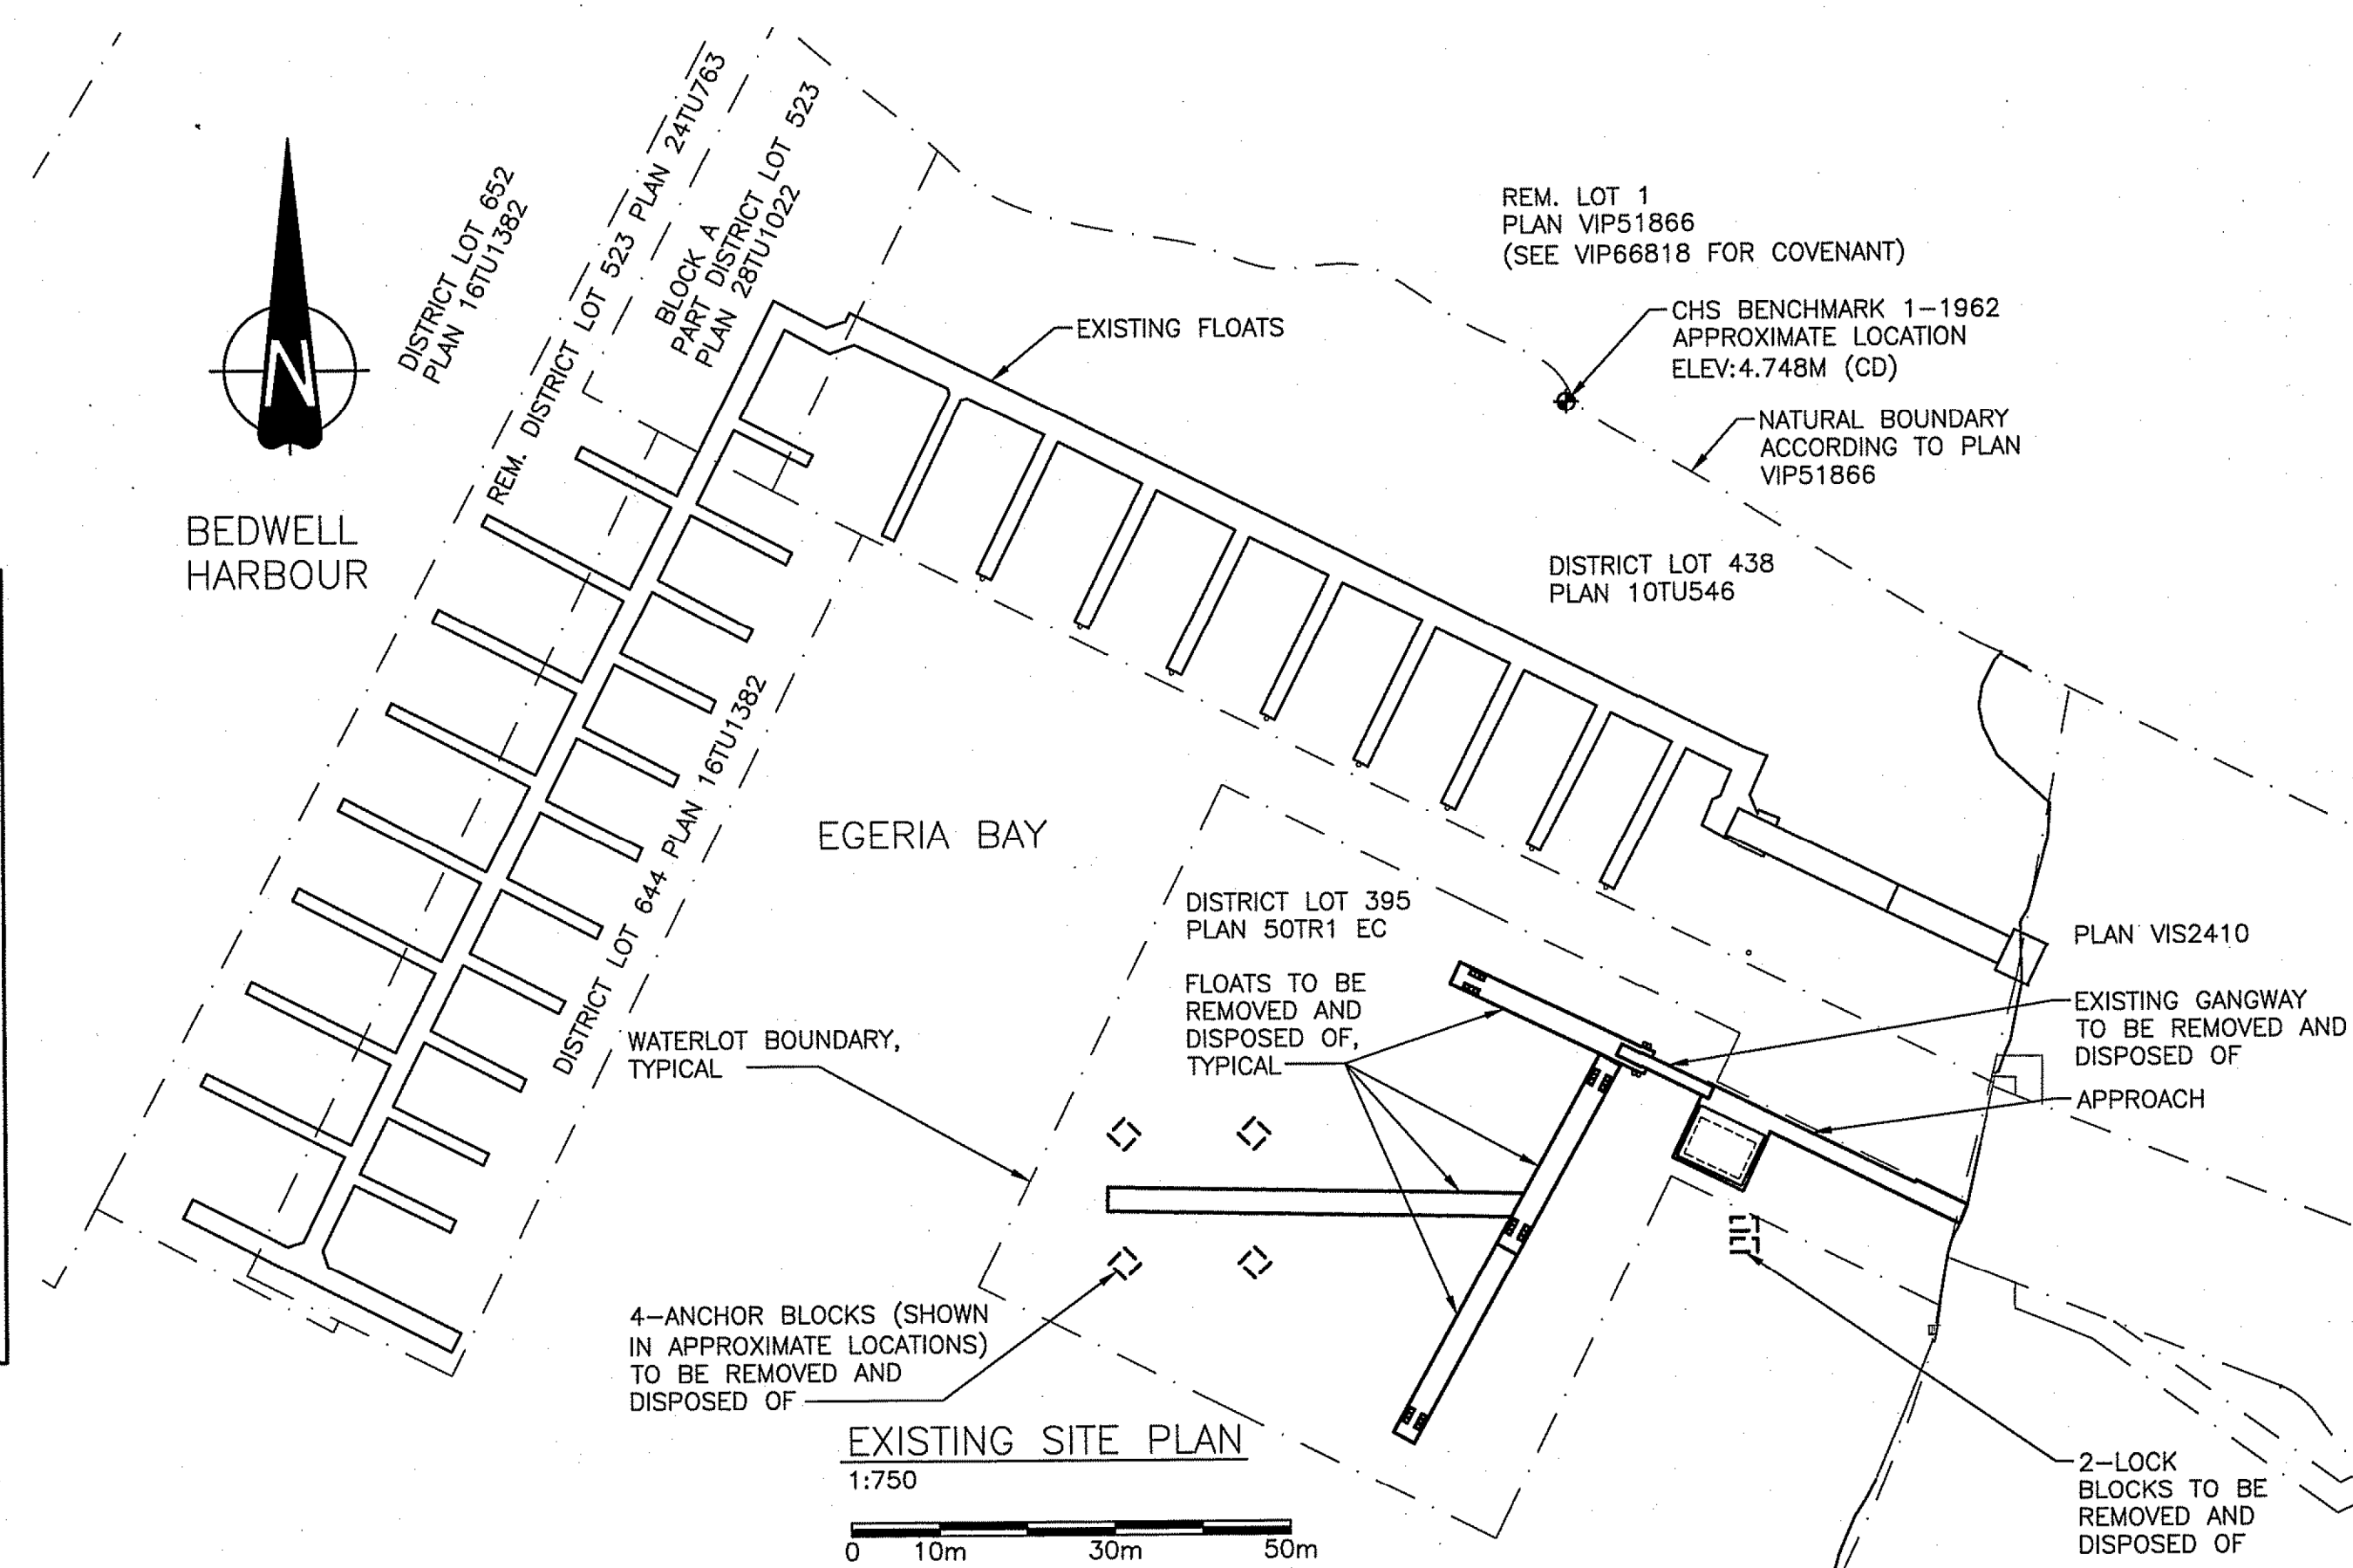 DISTRICT LOT 652
PLAN 16TU1382
REM. DISTRICT LOT 523 PLAN 24TU763
BLOCK A
PART DISTRICT LOT 523
PLAN 28TU1022
N
BEDWELL
HARBOUR
EXISTING FLOATS
REM. LOT 1
PLAN VIP51866
(SEE VIP66818 FOR COVENANT)
CHS BENCHMARK 1-1962
APPROXIMATE LOCATION
ELEV:4.748M (CD)
NATURAL BOUNDARY
ACCORDING TO PLAN
VIP51866
DISTRICT LOT 438
PLAN 10TU546
DISTRICT LOT 644 PLAN 16TU1382
EGERIA BAY
DISTRICT LOT 395
PLAN 50TR1 EC
FLOATS TO BE
REMOVED AND
DISPOSED OF,
TYPICAL
PLAN VIS2410
EXISTING GANGWAY
TO BE REMOVED AND
DISPOSED OF
APPROACH
WATERLOT BOUNDARY,
TYPICAL
4-ANCHOR BLOCKS (SHOWN
IN APPROXIMATE LOCATIONS)
TO BE REMOVED AND
DISPOSED OF
2-LOCK
BLOCKS TO BE
REMOVED AND
DISPOSED OF
EXISTING SITE PLAN
1:750
0 10m 30m 50m